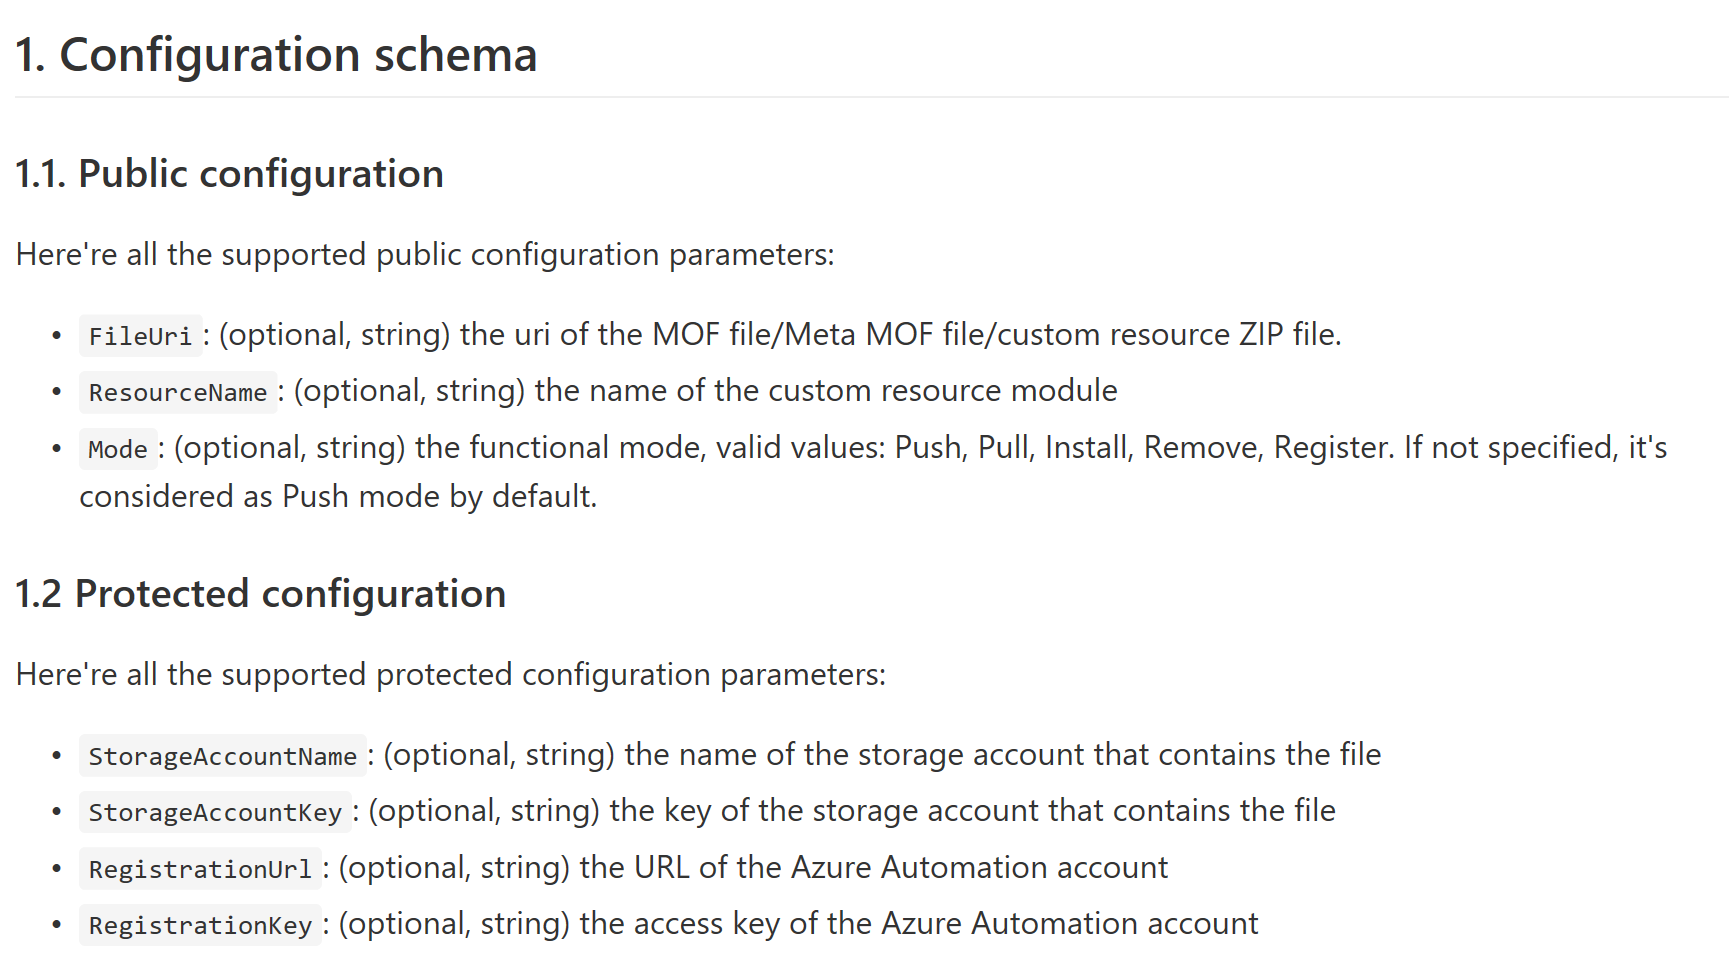 1. Configuration schema
1.1. Public configuration
Here're all the supported public configuration parameters:
• FileUri: (optional, string) the uri of the MOF file/Meta MOF file/custom resource ZIP file.
• ResourceName: (optional, string) the name of the custom resource module
• Mode: (optional, string) the functional mode, valid values: Push, Pull, Install, Remove, Register. If not specified, it's
considered as Push mode by default.
1.2 Protected configuration
Here're all the supported protected configuration parameters:
• StorageAccountName: (optional, string) the name of the storage account that contains the file
• StorageAccountKey: (optional, string) the key of the storage account that contains the file
• RegistrationUrl: (optional, string) the URL of the Azure Automation account
• RegistrationKey: (optional, string) the access key of the Azure Automation account